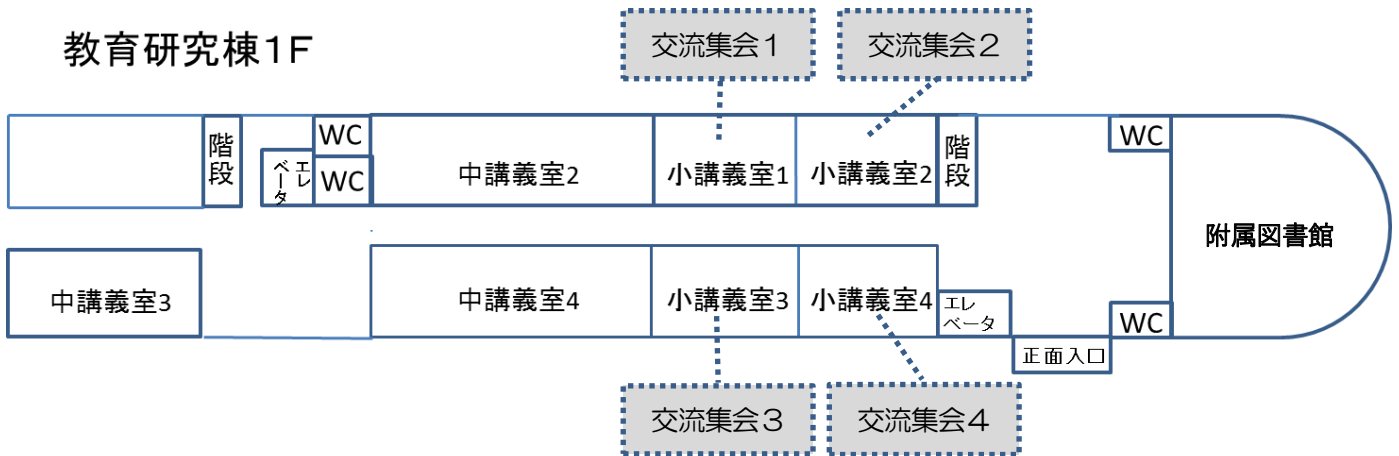 教育研究棟1F
交流集会1
交流集会2
階段
エレベータ
WC
WC
中講義室2
小講義室1
小講義室2
階段
WC
附属図書館
中講義室3
中講義室4
小講義室3
小講義室4
エレ
ベータ
WC
正面入口
交流集会3
交流集会4